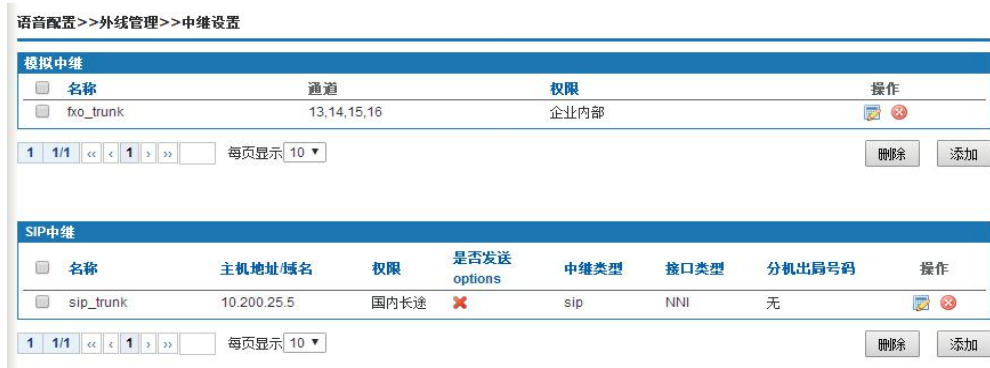 语音配置>>外线管理>>中继设置
模拟中继
名称 通道 权限 操作
fxo_trunk 13,14,15,16 企业内部
1 1/1 << < 1 > >> 每页显示 10 ▼ 删除 添加
SIP中继
名称 主机地址/域名 权限 是否发送 options 中继类型 接口类型 分机出局号码 操作
sip_trunk 10.200.25.5 国内长途 sip NNI 无
1 1/1 << < 1 > >> 每页显示 10 ▼ 删除 添加